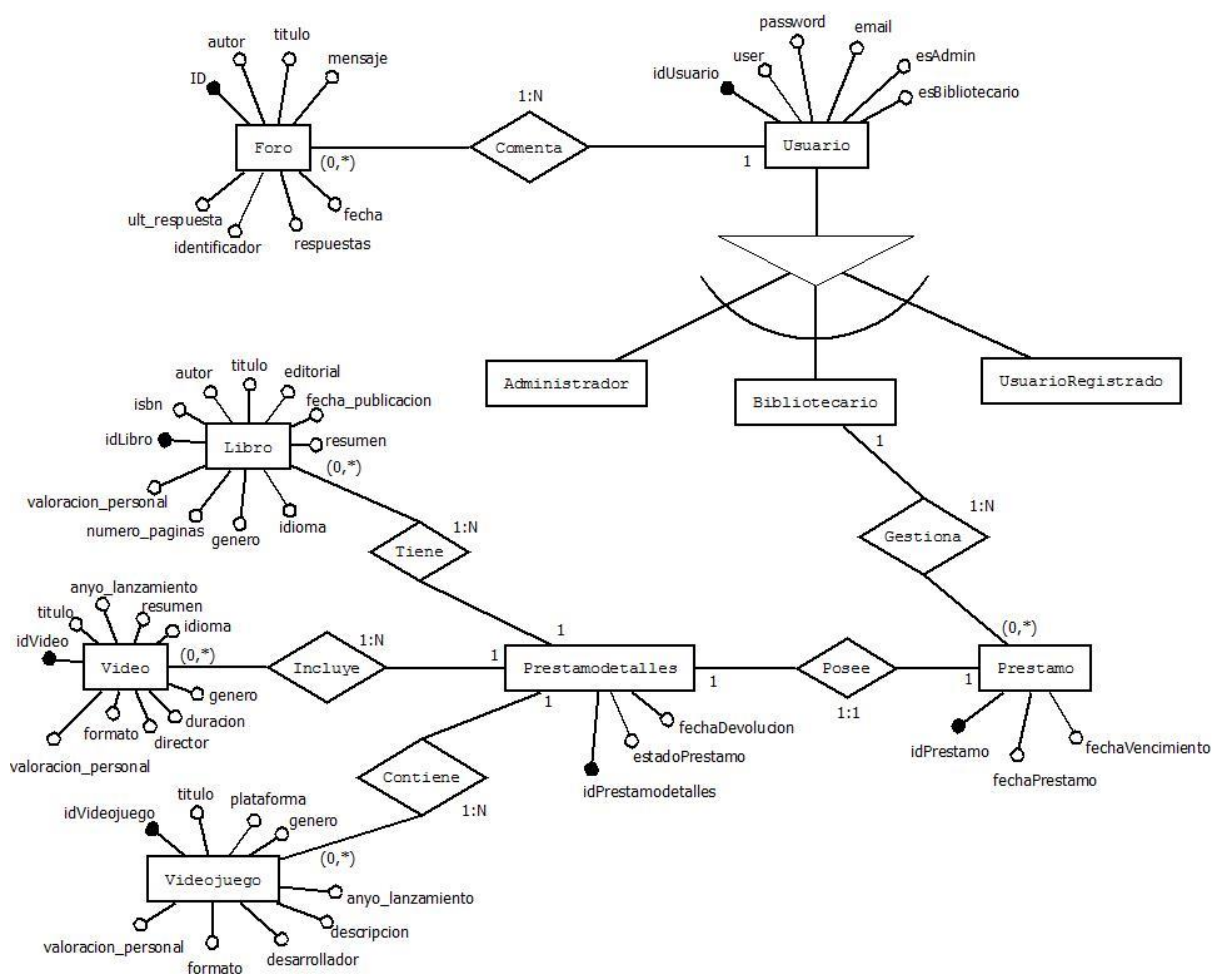 password
titulo
email
autor
mensaje
user
esAdmin
ID
idUsuario
esBibliotecario
1:N
Foro
Comenta
Usuario
(0,*)
1
ult_respuesta
fecha
identificador
respuestas
titulo
editorial
autor
fecha_publicacion
isbn
idLibro
Libro
resumen
(0,*)
valoracion_personal
numero_paginas
genero
idioma
Administrador
Bibliotecario
UsuarioRegistrado
1
1:N
Tiene
1:N
Gestiona
anyo_lanzamiento
resumen
titulo
idioma
idVideo
Video
(0,*)
1:N
Incluye
1
1
Prestamodetalles
1
Posee
1:1
(0,*)
1
Prestamo
genero
formato
duracion
director
valoracion_personal
1
fechaDevolucion
estadoPrestamo
idPrestamodetalles
idPrestamo
fechaVencimiento
fechaPrestamo
Contiene
1:N
titulo
plataforma
idVideojuego
genero
(0,*)
Videojuego
anyo_lanzamiento
descripcion
valoracion_personal
desarrollador
formato